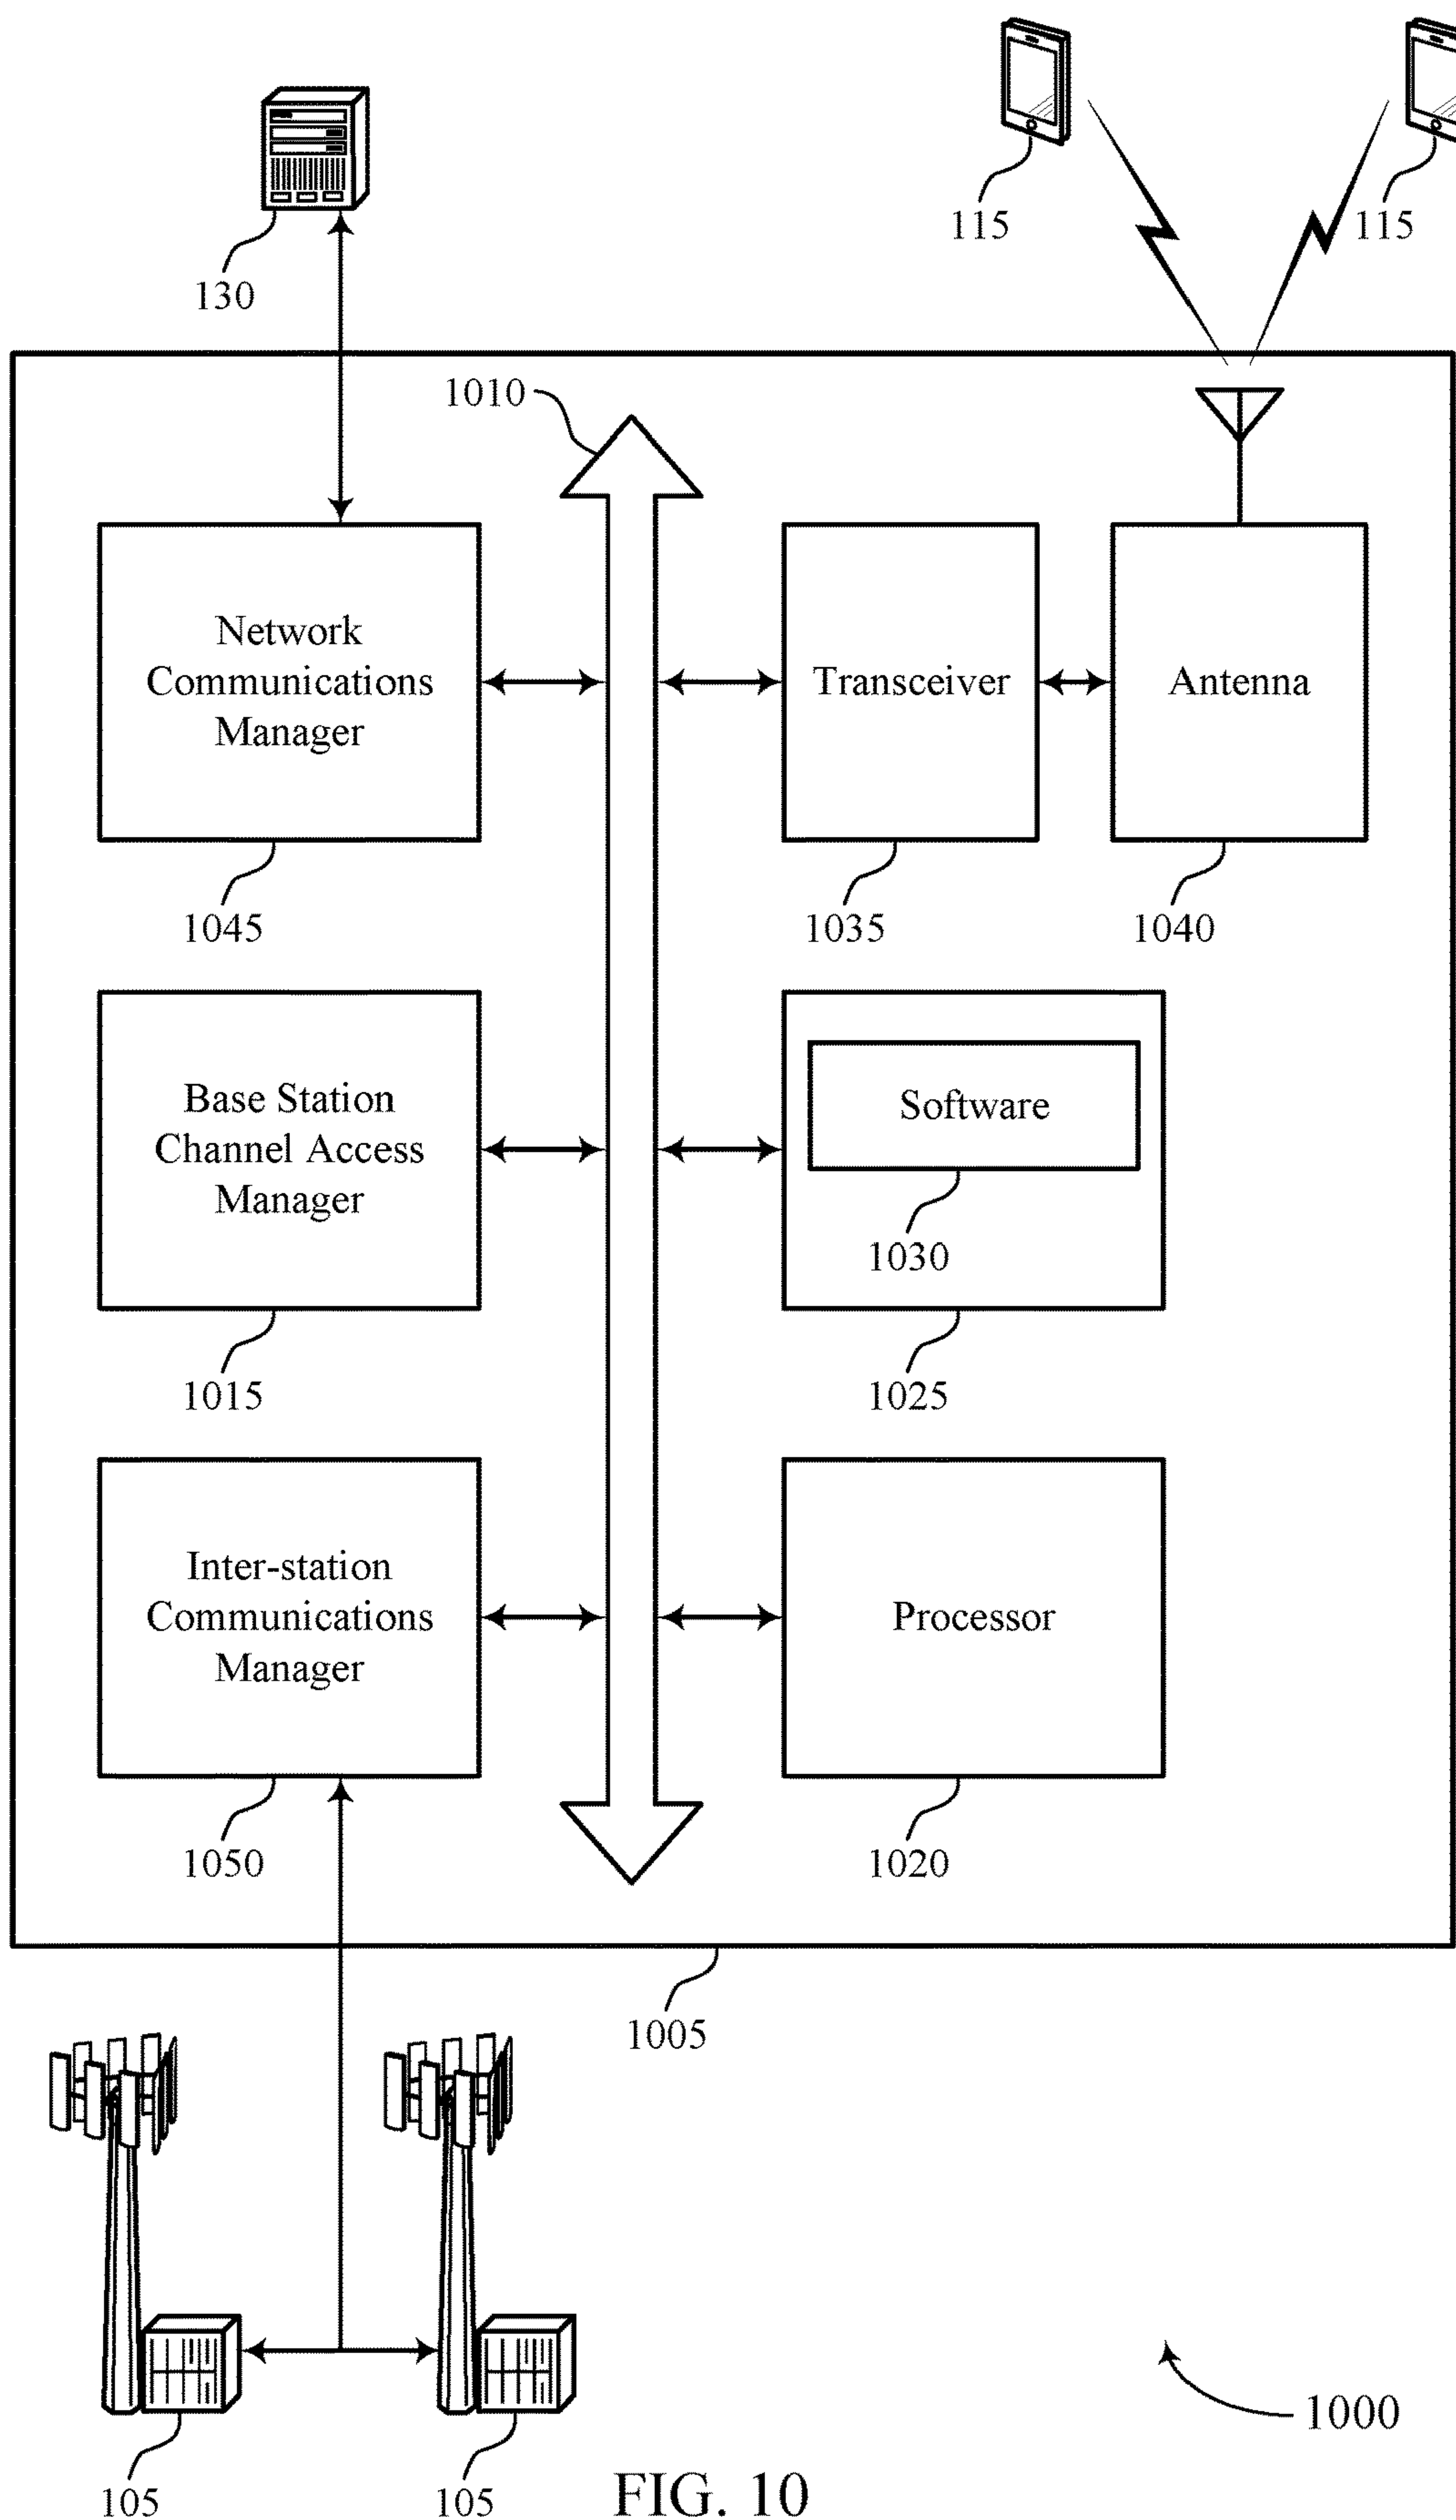 115
115
130
1010
Network
Communications
Manager
Transceiver
Antenna
1045
1035
1040
Base Station
Channel Access
Manager
Software
1030
1015
1025
Inter-station
Communications
Manager
Processor
1050
1020
1005
1000
105
105
FIG. 10